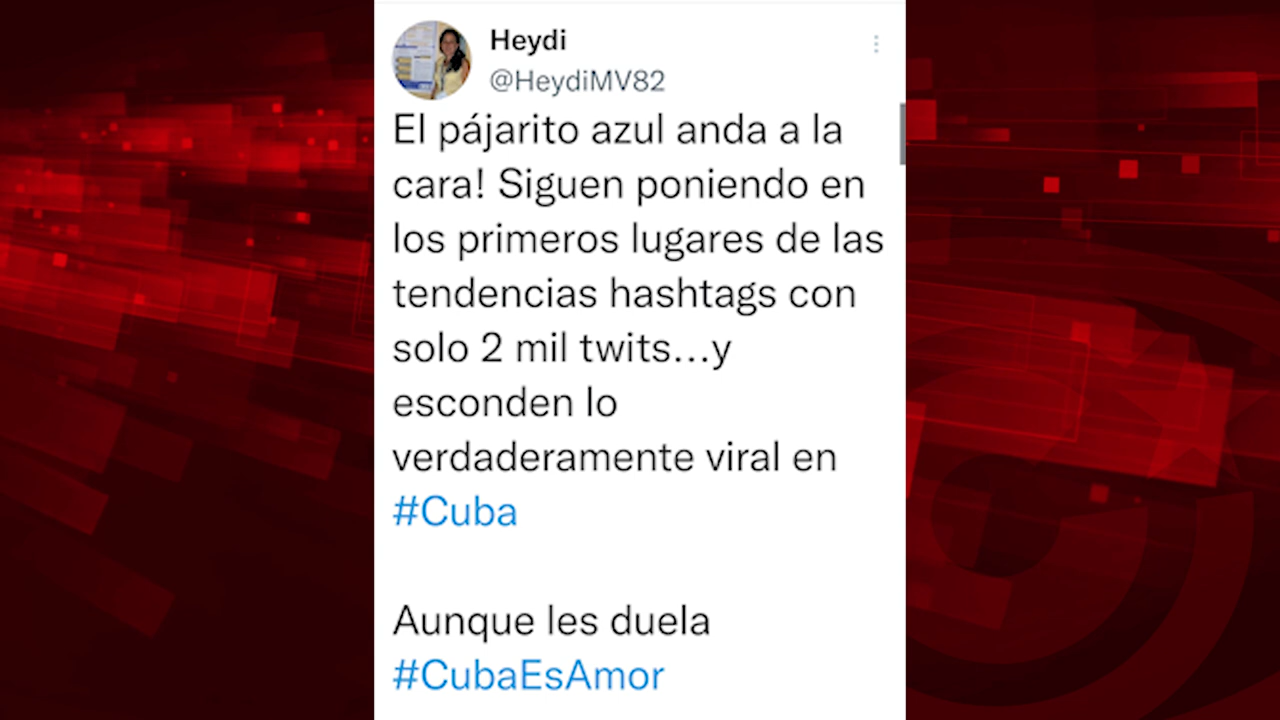 Heydi
@HeydiMV82
El pájarito azul anda a la
cara! Siguen poniendo en
los primeros lugares de las
tendencias hashtags con
solo 2 mil twits...y
esconden lo
verdaderamente viral en
#Cuba
Aunque les duela
#CubaEsAmor